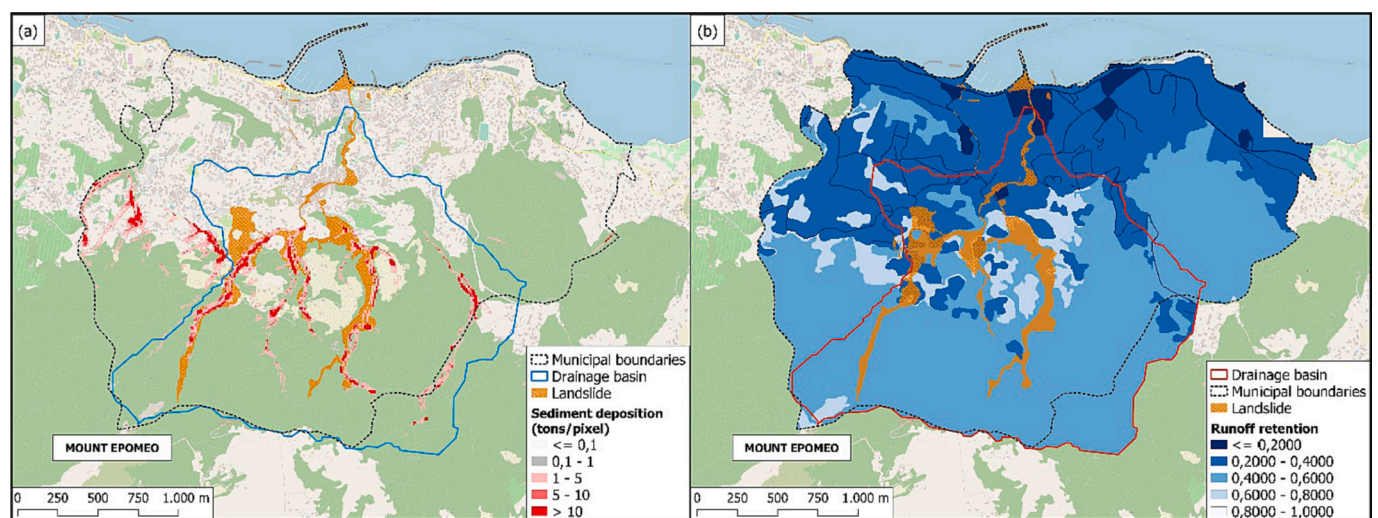 (a)
Municipal boundaries
Drainage basin
Landslide
Sediment deposition
(tons/pixel)
<= 0,1
0,1 - 1
1 - 5
5 - 10
> 10
MOUNT EPOMEO
0 250 500 750 1.000 m
(b)
Drainage basin
Municipal boundaries
Landslide
Runoff retention
<= 0,2000
0,2000 - 0,4000
0,4000 - 0,6000
0,6000 - 0,8000
0,8000 - 1,0000
MOUNT EPOMEO
0 250 500 750 1.000 m